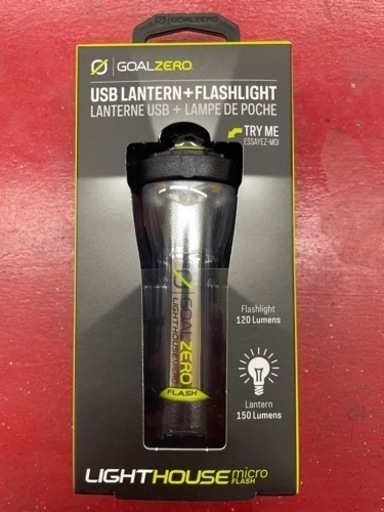 GOALZERO.
USB LANTERN+FLASHLIGHT
LANTERNE USB + LAMPE DE POCHE
TRY ME
ESSAYEZ-MOI
GOALZERO
LIGHTHOUSE
FLASH
Flashlight
120 Lumens
Lantern
150 Lumens
LIGHTHOUSE micro
FLASH